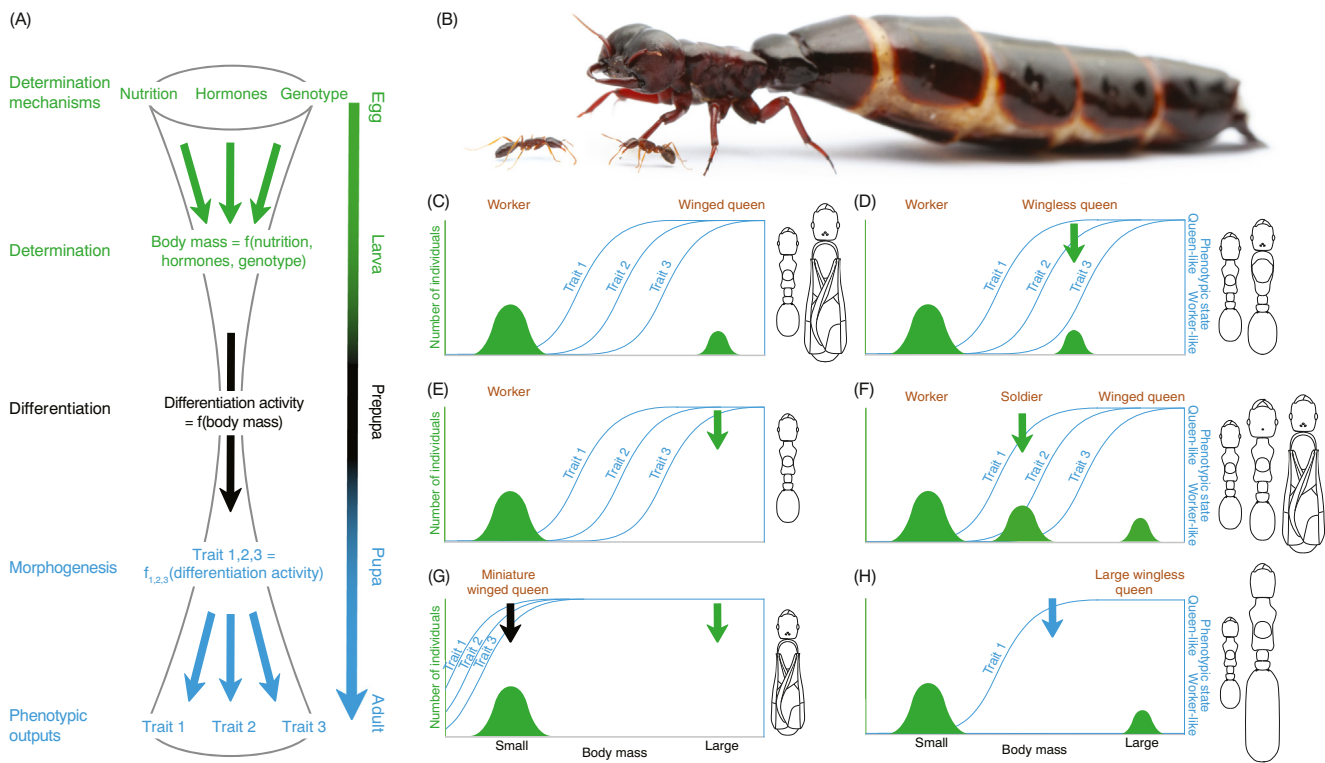 (A)
Determination
mechanisms
Nutrition Hormones Genotype
Egg
Determination
Body mass = f(nutrition,
hormones, genotype)
Larva
Differentiation
Differentiation activity
= f(body mass)
Prepupa
Morphogenesis
Trait 1,2,3 =
f1,2,3(differentiation activity)
Pupa
Phenotypic
outputs
Trait 1 Trait 2 Trait 3
Adult
(B)
(C)
Worker
Winged queen
Number of individuals
Trait 1
Trait 2
Trait 3
(D)
Worker
Wingless queen
Trait 1
Trait 2
Trait 3
Phenotypic state
Worker-like Queen-like
(E)
Worker
Number of individuals
Trait 1
Trait 2
Trait 3
(F)
Worker
Soldier
Winged queen
Trait 1
Trait 2
Trait 3
Phenotypic state
Worker-like Queen-like
(G)
Miniature
winged queen
Number of individuals
Trait 1
Trait 2
Trait 3
Small
Body mass
Large
(H)
Large wingless
queen
Trait 1
Phenotypic state
Worker-like Queen-like
Small
Body mass
Large